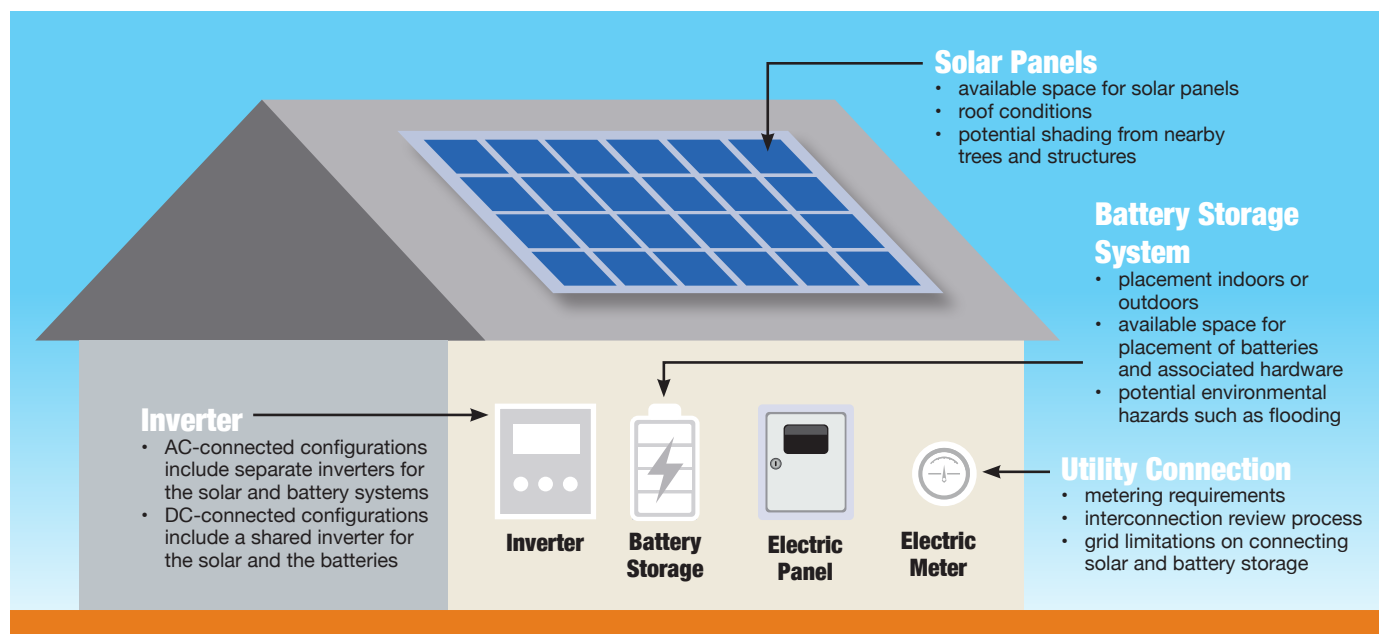 Solar Panels
• available space for solar panels
• roof conditions
• potential shading from nearby
trees and structures
Battery Storage
System
• placement indoors or
outdoors
• available space for
placement of batteries
and associated hardware
• potential environmental
hazards such as flooding
Inverter
• AC-connected configurations
include separate inverters for
the solar and battery systems
• DC-connected configurations
include a shared inverter for
the solar and the batteries
Utility Connection
• metering requirements
• interconnection review process
• grid limitations on connecting
solar and battery storage
Inverter
Battery
Storage
Electric
Panel
Electric
Meter